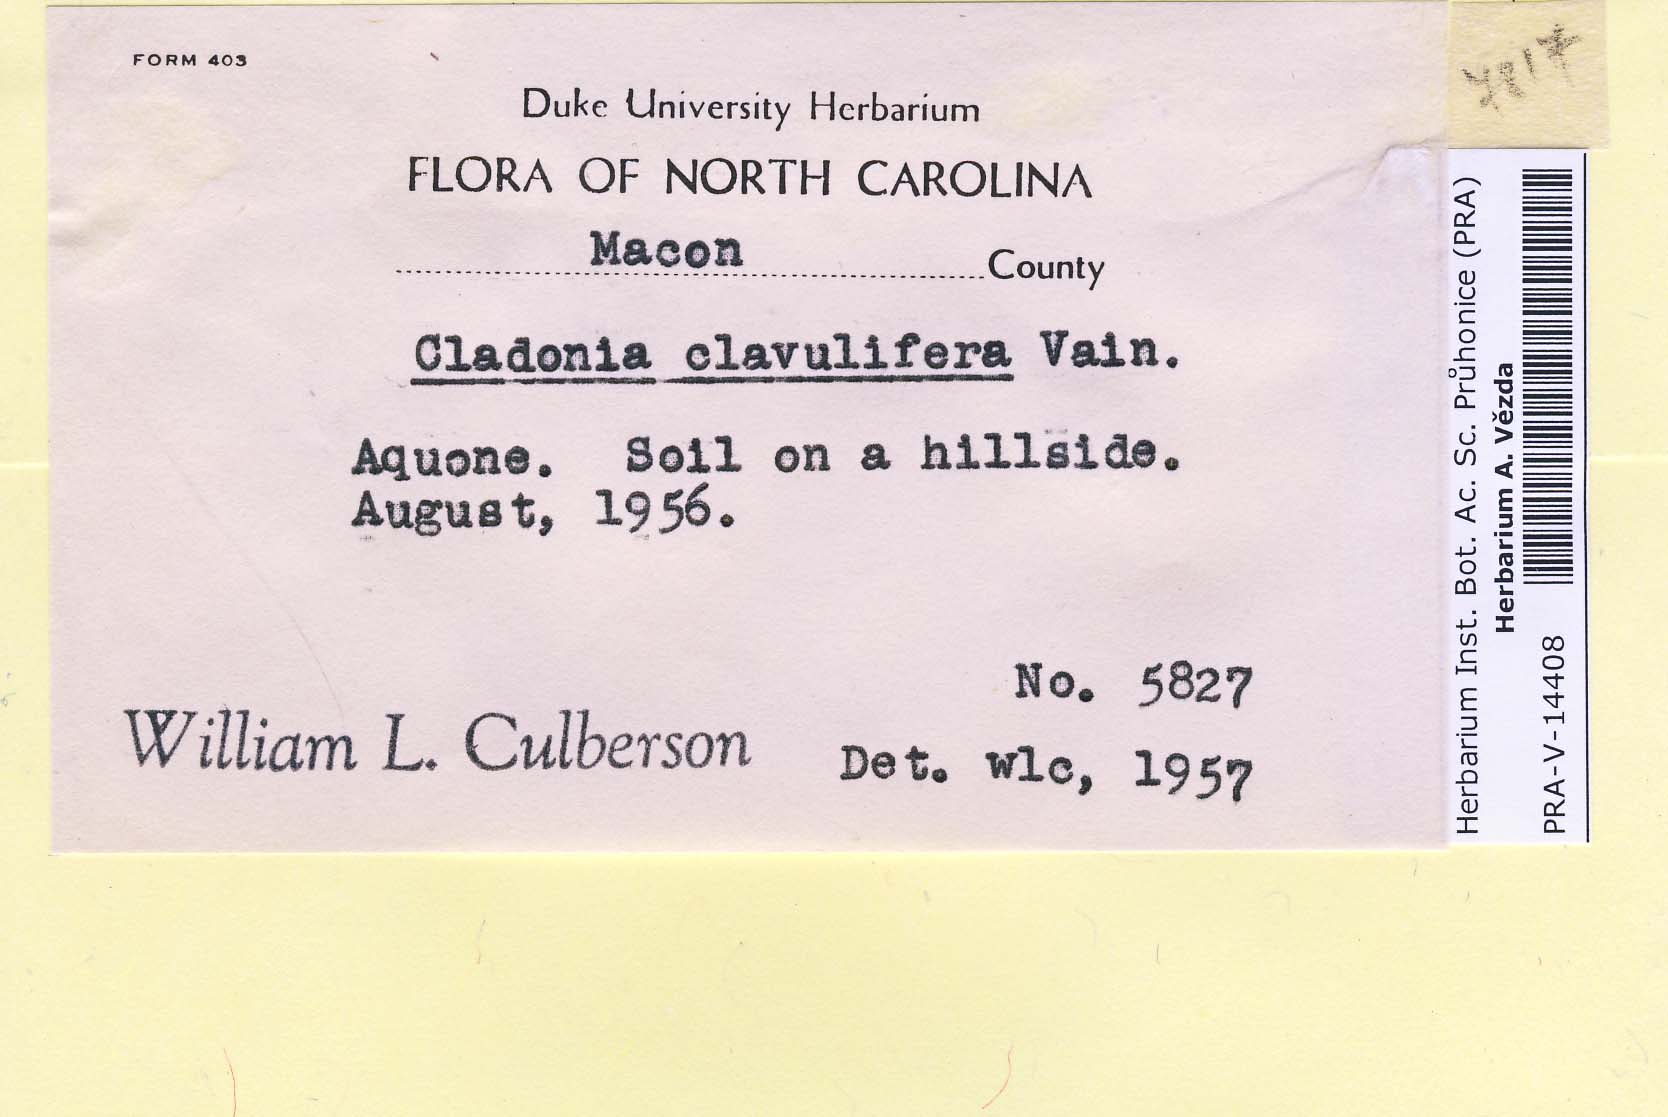 FORM 403
Duke University Herbarium
FLORA OF NORTH CAROLINA
Macon County
Cladonia clavulifera Vain.
Aquone. Soil on a hillside.
August, 1956.
No. 5827
William L. Culberson
Det. wlc, 1957
Herbarium Inst. Bot. Ac. Sc. Průhonice (PRA)
Herbarium A. Vězda
PRA-V-14408